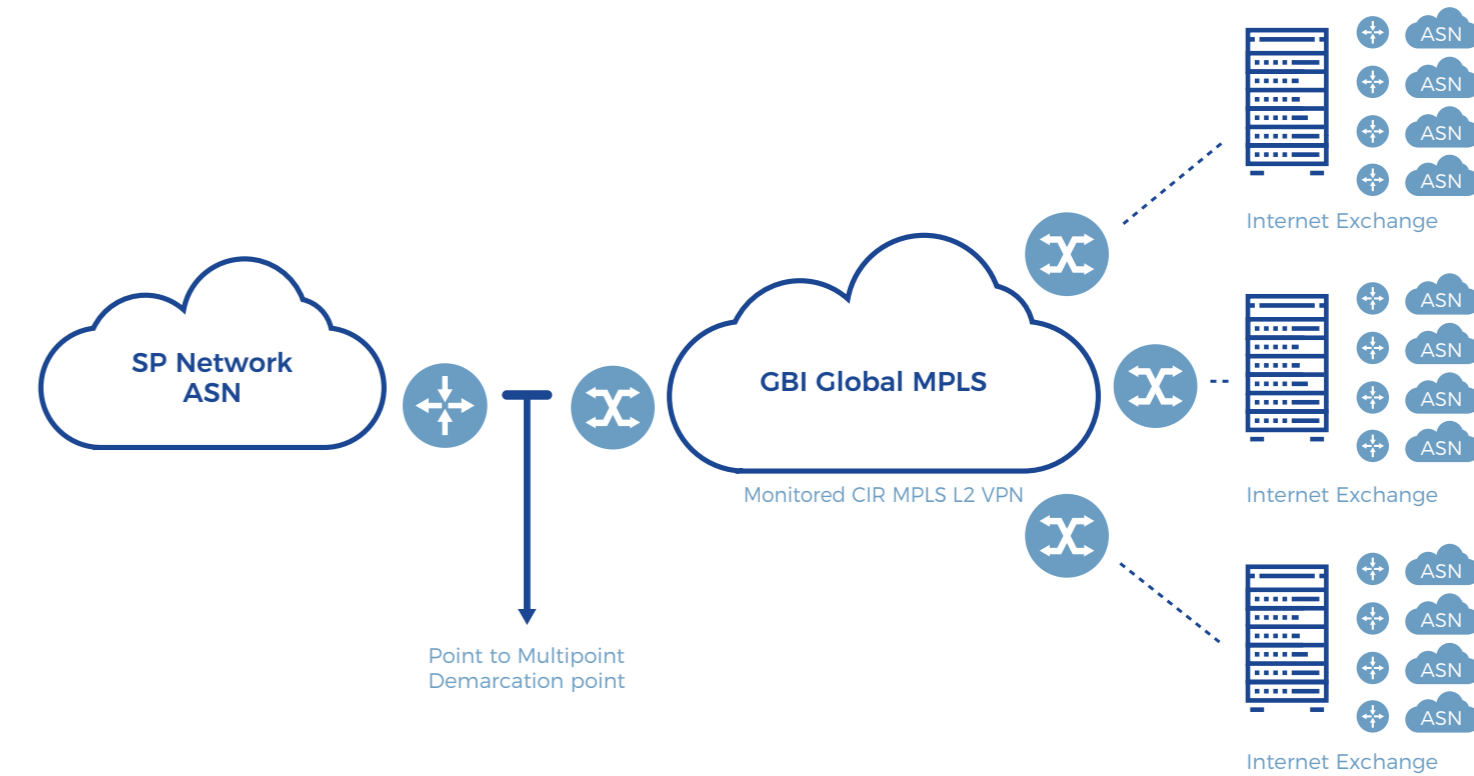 SP Network
ASN
Point to Multipoint
Demarcation point
GBI Global MPLS
Monitored CIR MPLS L2 VPN
ASN
ASN
ASN
ASN
Internet Exchange
ASN
ASN
ASN
ASN
Internet Exchange
ASN
ASN
ASN
ASN
Internet Exchange